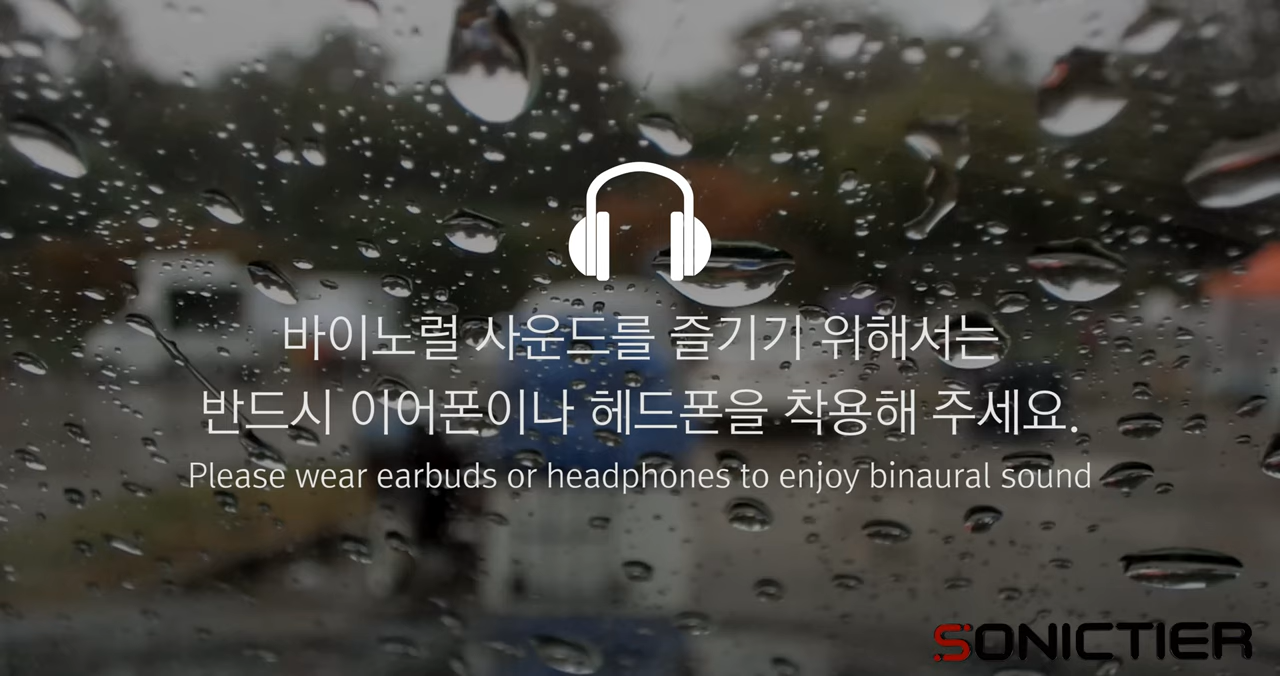 바이노럴 사운드를 즐기기 위해서는
반드시 이어폰이나 헤드폰을 착용해 주세요.
Please wear earbuds or headphones to enjoy binaural sound
SONICTIER